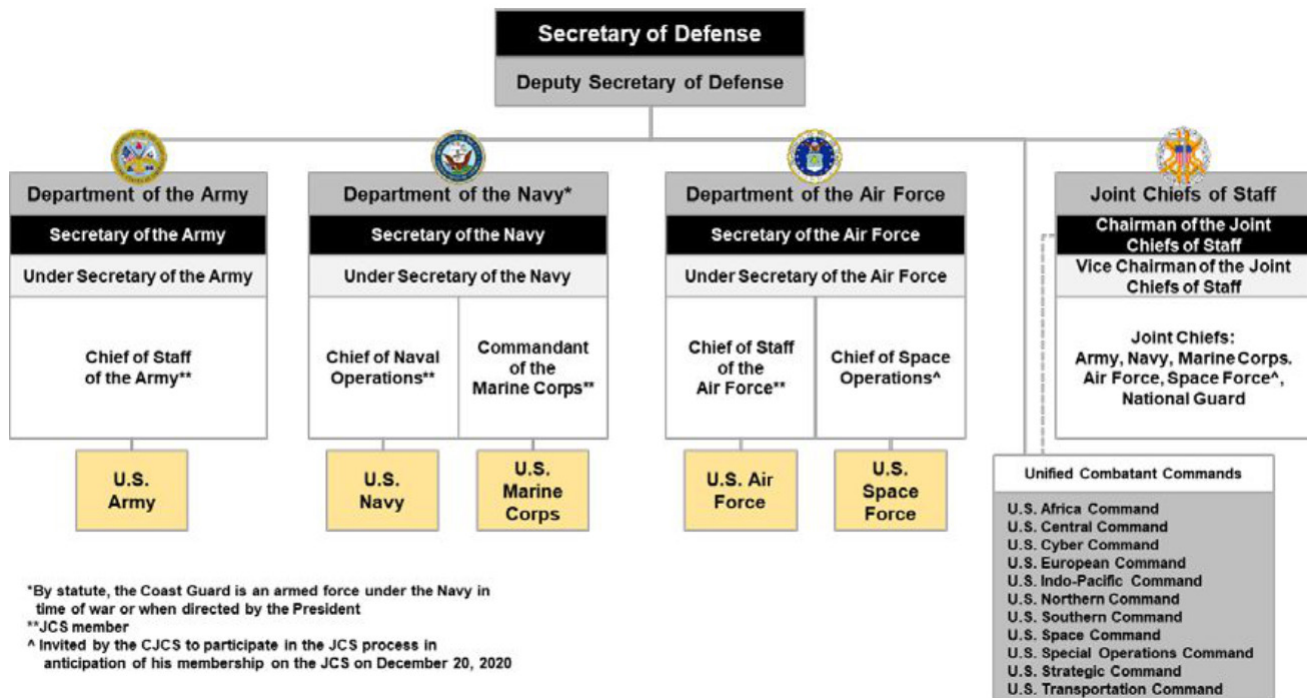 Secretary of Defense
Deputy Secretary of Defense
Department of the Army
Secretary of the Army
Under Secretary of the Army
Chief of Staff
of the Army**
U.S.
Army
Department of the Navy*
Secretary of the Navy
Under Secretary of the Navy
Chief of Naval
Operations**
Commandant
of the
Marine Corps**
U.S.
Navy
U.S.
Marine
Corps
Department of the Air Force
Secretary of the Air Force
Under Secretary of the Air Force
Chief of Staff
of the
Air Force**
Chief of Space
Operations^
U.S. Air
Force
U.S.
Space
Force
Joint Chiefs of Staff
Chairman of the Joint
Chiefs of Staff
Vice Chairman of the Joint
Chiefs of Staff
Joint Chiefs:
Army, Navy, Marine Corps,
Air Force, Space Force^,
National Guard
Unified Combatant Commands
U.S. Africa Command
U.S. Central Command
U.S. Cyber Command
U.S. European Command
U.S. Indo-Pacific Command
U.S. Northern Command
U.S. Southern Command
U.S. Space Command
U.S. Special Operations Command
U.S. Strategic Command
U.S. Transportation Command
*By statute, the Coast Guard is an armed force under the Navy in
time of war or when directed by the President
**JCS member
^ Invited by the CJCS to participate in the JCS process in
anticipation of his membership on the JCS on December 20, 2020